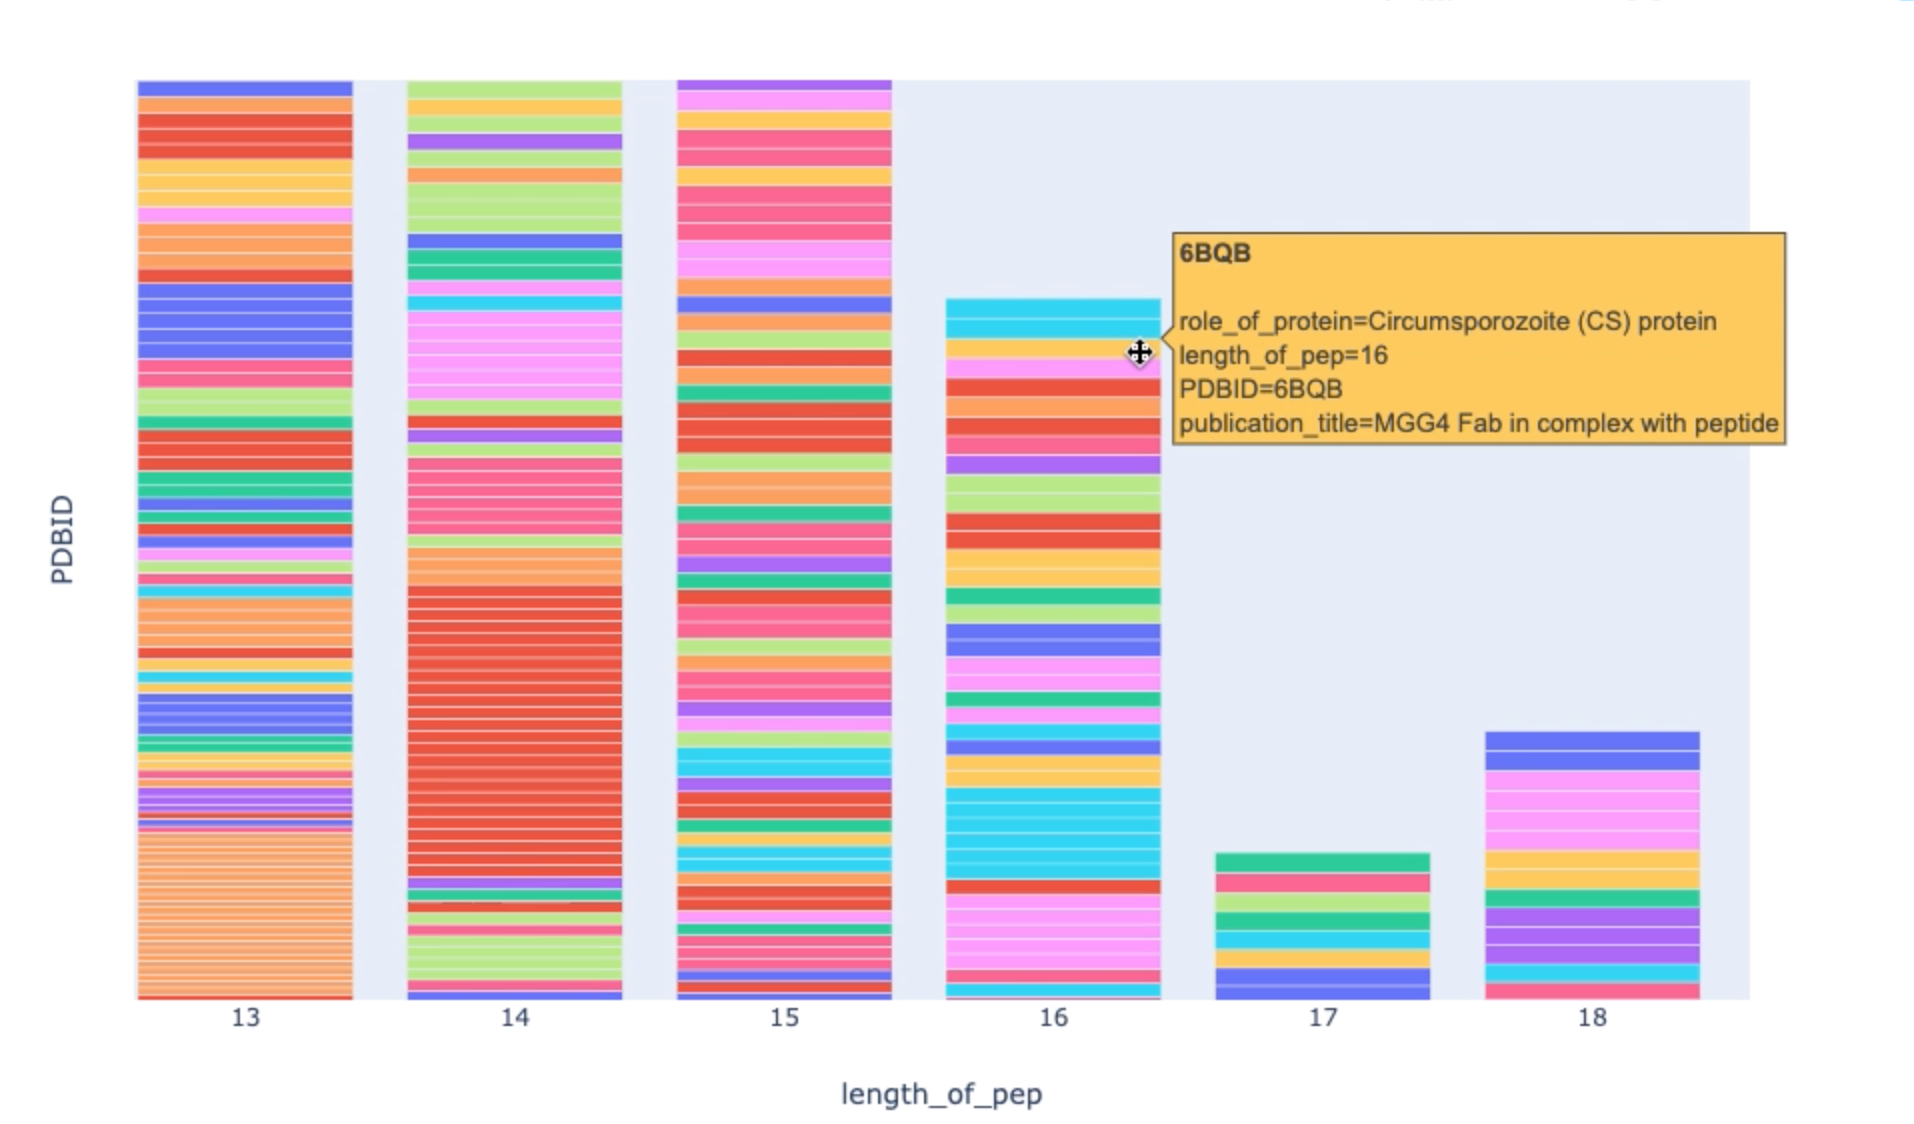 6BQB
role_of_protein=Circumsporozoite (CS) protein
length_of_pep=16
PDBID=6BQB
publication_title=MGG4 Fab in complex with peptide
PDBID
13 14 15 16 17 18
length_of_pep